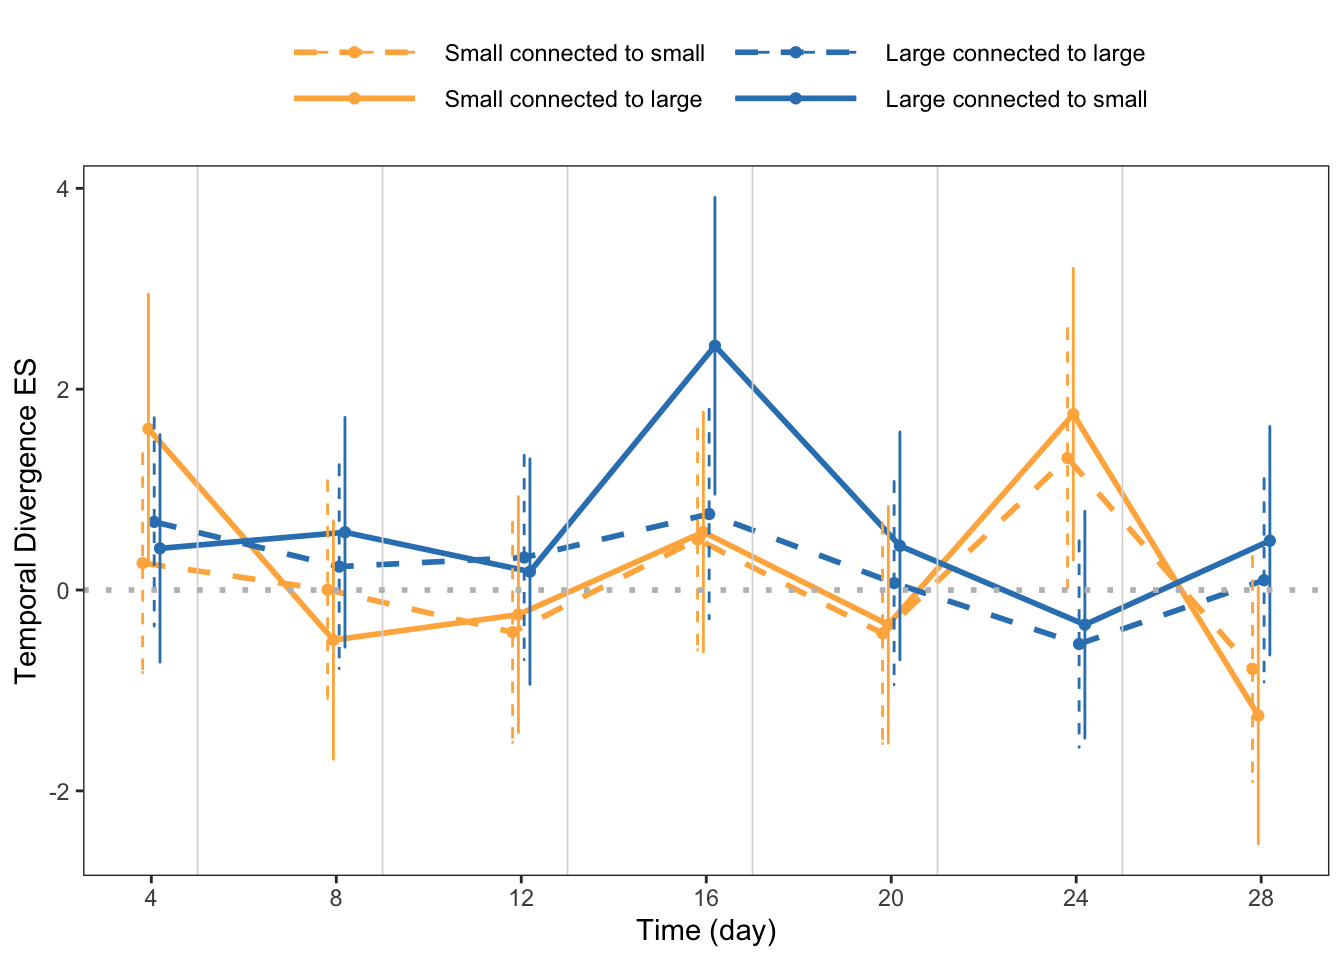 Small connected to small
Large connected to large
Small connected to large
Large connected to small
Temporal Divergence ES
4
2
0
-2
4
8
12
16
20
24
28
Time (day)